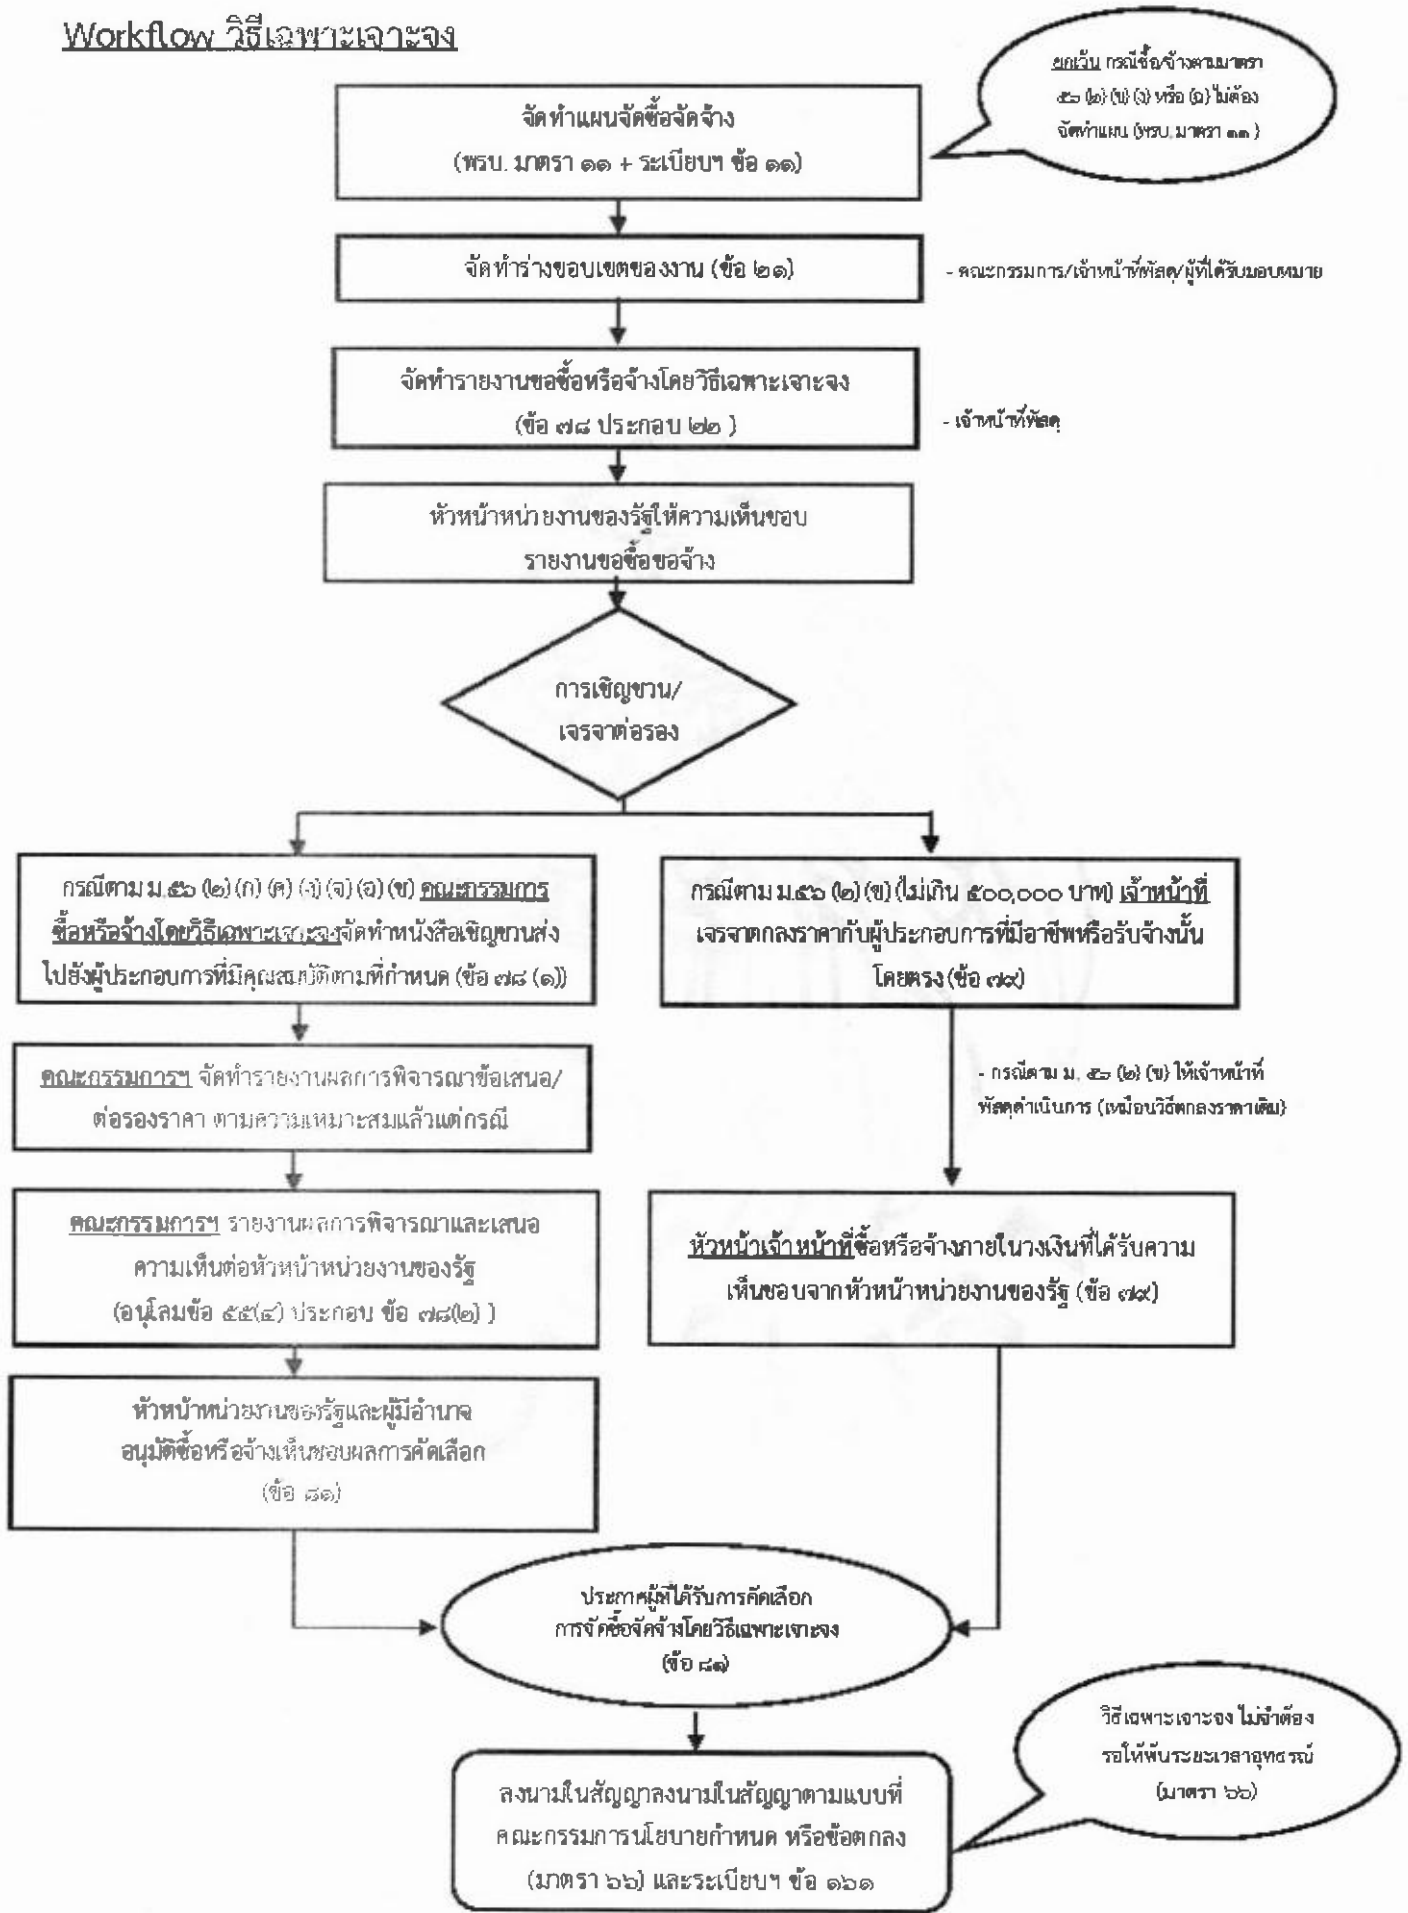 Workflow วิธีเฉพาะเจาะจง
ยกเว้น กรณีซื้อ/จ้างตามมาตรา
๕๖ (๒) (ข) (ง) หรือ (ฉ) ไม่ต้อง
จัดทำแผน (พรบ. มาตรา ๑๑ )
จัดทำแผนจัดซื้อจัดจ้าง
(พรบ. มาตรา ๑๑ + ระเบียบฯ ข้อ ๑๑)
จัดทำร่างขอบเขตของงาน (ข้อ ๒๑)
- คณะกรรมการ/เจ้าหน้าที่พัสดุ/ผู้ที่ได้รับมอบหมาย
จัดทำรายงานขอซื้อหรือจ้างโดยวิธีเฉพาะเจาะจง
(ข้อ ๗๘ ประกอบ ๒๒ )
- เจ้าหน้าที่พัสดุ
หัวหน้าหน่วยงานของรัฐให้ความเห็นชอบ
รายงานขอซื้อขอจ้าง
การเชิญชวน/
เจรจาต่อรอง
กรณีตาม ม.๕๖ (๒) (ก) (ค) (ง) (จ) (ฉ) (ช) คณะกรรมการ
ซื้อหรือจ้างโดยวิธีเฉพาะเจาะจงจัดทำหนังสือเชิญชวนส่ง
ไปยังผู้ประกอบการที่มีคุณสมบัติตามที่กำหนด (ข้อ ๗๘ (๑))
กรณีตาม ม.๕๖ (๒) (ข) (ไม่เกิน ๕๐๐,๐๐๐ บาท) เจ้าหน้าที่
เจรจาตกลงราคากับผู้ประกอบการที่มีอาชีพหรือรับจ้างนั้น
โดยตรง (ข้อ ๗๙)
คณะกรรมการฯ จัดทำรายงานผลการพิจารณาข้อเสนอ/
ต่อรองราคา ตามความเหมาะสมแล้วแต่กรณี
- กรณีตาม ม. ๕๖ (๒) (ข) ให้เจ้าหน้าที่
พัสดุดำเนินการ (เหมือนวิธีตกลงราคาเดิม)
คณะกรรมการฯ รายงานผลการพิจารณาและเสนอ
ความเห็นต่อหัวหน้าหน่วยงานของรัฐ
(อนุโลมข้อ ๕๕(๔) ประกอบ ข้อ ๗๘(๒) )
หัวหน้าเจ้าหน้าที่ซื้อหรือจ้างภายในวงเงินที่ได้รับความ
เห็นชอบจากหัวหน้าหน่วยงานของรัฐ (ข้อ ๗๙)
หัวหน้าหน่วยงานของรัฐและผู้มีอำนาจ
อนุมัติซื้อหรือจ้างเห็นชอบผลการคัดเลือก
(ข้อ ๘๑)
ประกาศผู้ที่ได้รับการคัดเลือก
การจัดซื้อจัดจ้างโดยวิธีเฉพาะเจาะจง
(ข้อ ๘๑)
วิธีเฉพาะเจาะจง ไม่จำต้อง
รอให้พ้นระยะเวลาอุทธรณ์
(มาตรา ๖๖)
ลงนามในสัญญาลงนามในสัญญาตามแบบที่
คณะกรรมการนโยบายกำหนด หรือข้อตกลง
(มาตรา ๖๖) และระเบียบฯ ข้อ ๑๖๑